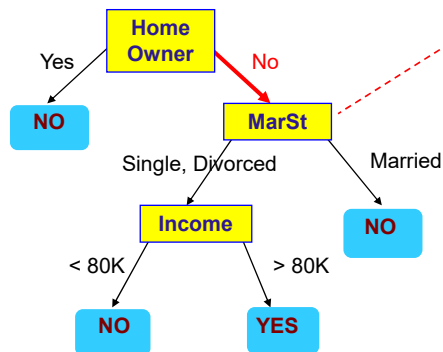 Home
Owner
Yes
No
NO
MarSt
Single, Divorced
Married
Income
NO
< 80K
> 80K
NO
YES